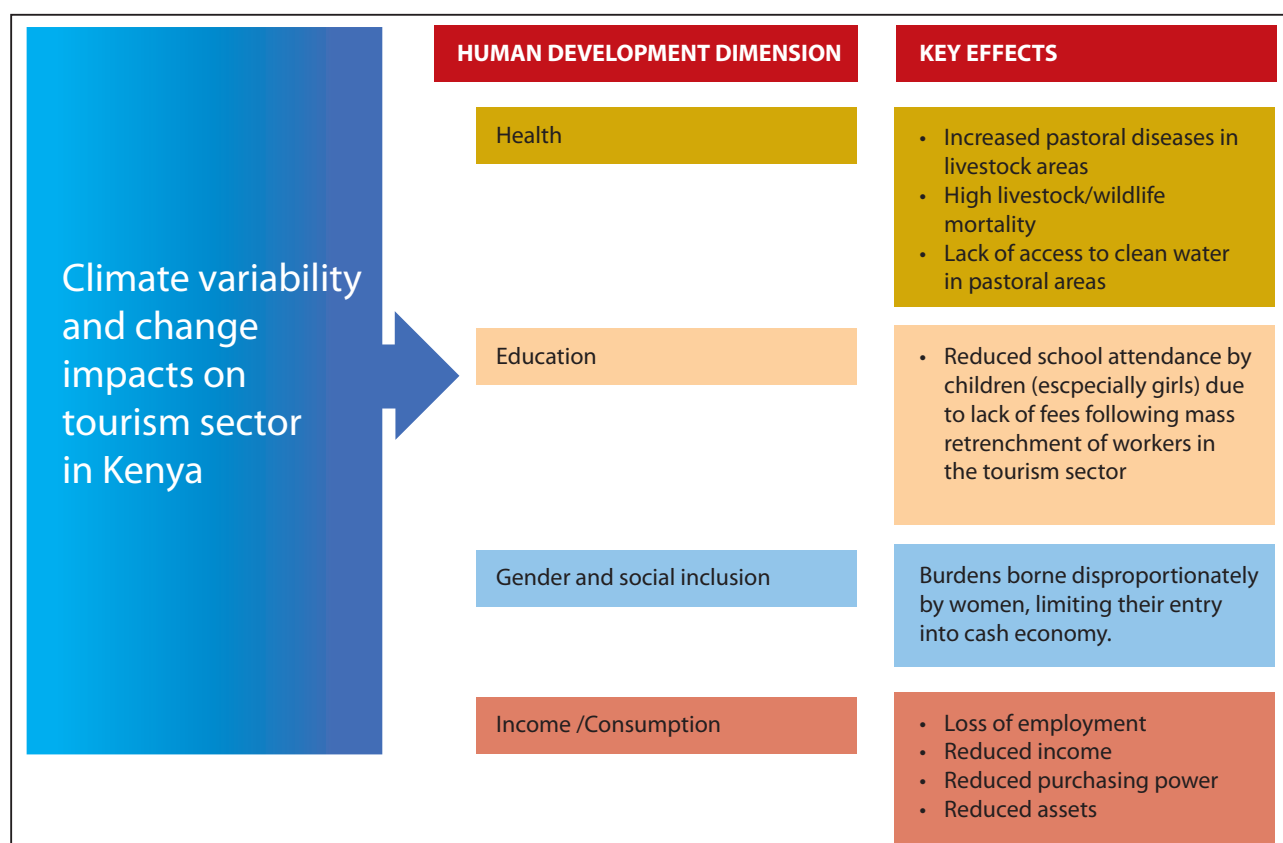 Climate variability
and change
impacts on
tourism sector
in Kenya
HUMAN DEVELOPMENT DIMENSION
KEY EFFECTS
Health
• Increased pastoral diseases in
livestock areas
• High livestock/wildlife
mortality
• Lack of access to clean water
in pastoral areas
Education
• Reduced school attendance by
children (escpecially girls) due
to lack of fees following mass
retrenchment of workers in
the tourism sector
Gender and social inclusion
Burdens borne disproportionately
by women, limiting their entry
into cash economy.
Income /Consumption
• Loss of employment
• Reduced income
• Reduced purchasing power
• Reduced assets